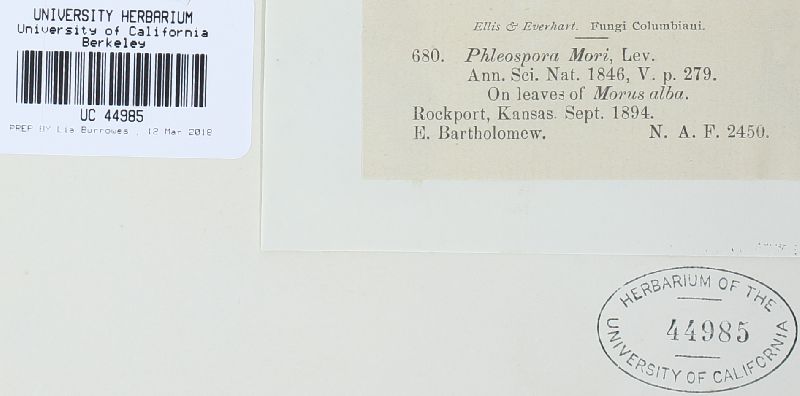 UNIVERSITY HERBARIUM
University of California
Berkeley
UC 44985
PREP BY Lia Burrowes , 12 Mar 2018
Ellis & Everhart. Fungi Columbiani.
680. Phleospora Mori, Lev.
Ann. Sci. Nat. 1846, V. p. 279.
On leaves of Morus alba.
Rockport, Kansas. Sept. 1894.
E. Bartholomew. N. A. F. 2450.
HERBARIUM OF THE
44985
UNIVERSITY OF CALIFORNIA